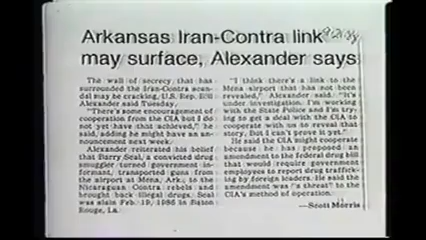 Arkansas Iran-Contra link
may surface, Alexander says
The wall of secrecy that has
surrounded the Iran-Contra scan-
dal may be cracking, U.S. Rep. Bill
Alexander said Tuesday.
"There's some encouragement of
cooperation from the CIA but I do
not yet have that achieved," he
said, adding he might have an an-
nouncement next week.
Alexander reiterated his belief
that Barry Seal, a convicted drug
smuggler turned government in-
formant, transported guns from
the airport at Mena, Ark., to the
Nicaraguan Contra rebels and
brought back illegal drugs. Seal
was slain Feb. 19, 1986 in Baton
Rouge, La.
"I think there's a link to the
Mena airport that has not been
revealed," Alexander said. "It's
under investigation. I'm working
with the State Police and I'm try-
ing to get a deal with the CIA to
cooperate with us to reveal that
story. But I can't prove it yet."
He said the CIA might cooperate
because he has proposed an
amendment to the federal drug bill
that would require government
employees to report drug traffick-
ing by foreign leaders. He said the
amendment was "a threat" to the
CIA's method of operation.
—Scott Morris